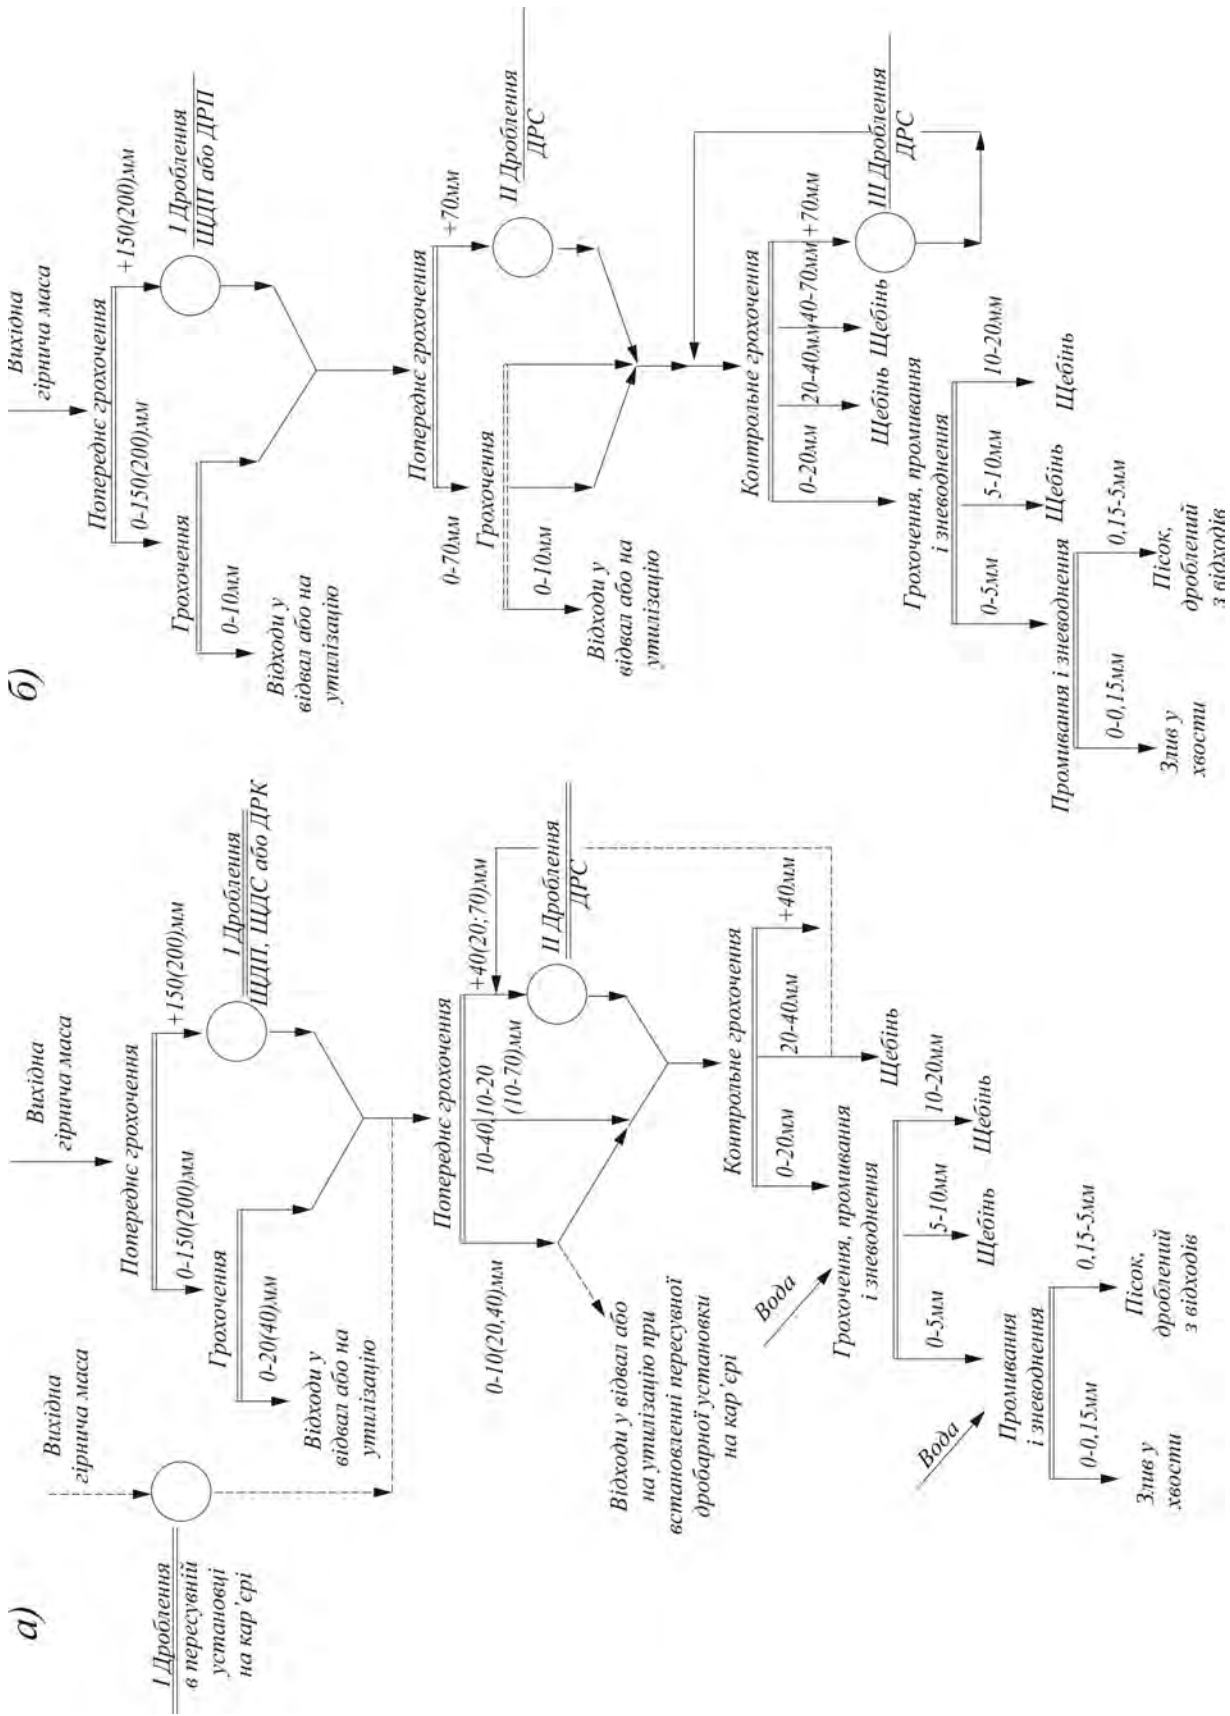 а)
Вихідна
гірнича маса
I Дроблення
в пересувній
установці
на кар'єрі
Вихідна
гірнича маса
Попереднє грохочення
0-150(200)мм
+150(200)мм
I Дроблення
ЩДП, ЩДС або ДРК
Грохочення
0-20(40)мм
Відходи у
відвал або на
утилізацію
Попереднє грохочення
0-10(20,40)мм
10-40,10-20
(10-70)мм
+40(20;70)мм
II Дроблення
ДРС
Відходи у відвал або
на утилізацію при
встановленні пересувної
дробарної установки
на кар'єрі
Контрольне грохочення
0-20мм
20-40мм
+40мм
Щебінь
Вода
Грохочення, промивання
і зневоднення
0-5мм
5-10мм
10-20мм
Щебінь
Щебінь
Вода
Промивання
і зневоднення
0-0,15мм
0,15-5мм
Злив у
хвости
Пісок,
дроблений
з відходів
б)
Вихідна
гірнича маса
Попереднє грохочення
0-150(200)мм
+150(200)мм
I Дроблення
ЩДП або ДРП
Грохочення
0-10мм
Відходи у
відвал або на
утилізацію
Попереднє грохочення
0-70мм
+70мм
II Дроблення
ДРС
Грохочення
0-10мм
Відходи у
відвал або на
утилізацію
Контрольне грохочення
0-20мм
20-40мм
40-70мм
+70мм
Щебінь
Щебінь
III Дроблення
ДРС
Грохочення, промивання
і зневоднення
0-5мм
5-10мм
10-20мм
Щебінь
Щебінь
Промивання і зневоднення
0-0,15мм
0,15-5мм
Злив у
хвости
Пісок,
дроблений
з відходів